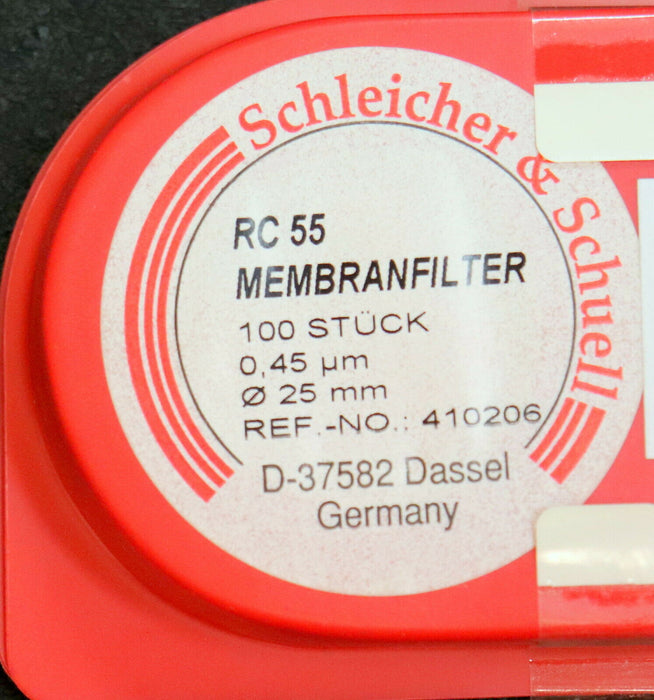 Schleicher & Schuell
RC 55
MEMBRANFILTER
100 STÜCK
0,45 µm
Ø 25 mm
REF.-NO.: 410206
D-37582 Dassel
Germany